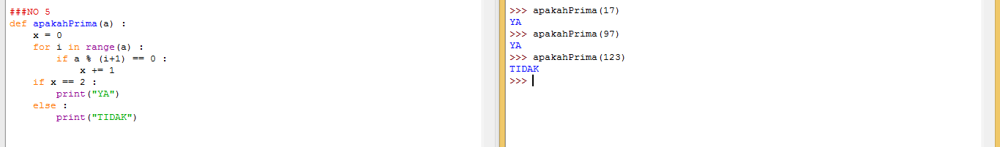 ###NO 5
def apakahPrima(a) :
    x = 0
    for i in range(a) :
        if a % (i+1) == 0 :
            x += 1
    if x == 2 :
        print("YA")
    else :
        print("TIDAK")
>>> apakahPrima(17)
YA
>>> apakahPrima(97)
YA
>>> apakahPrima(123)
TIDAK
>>>